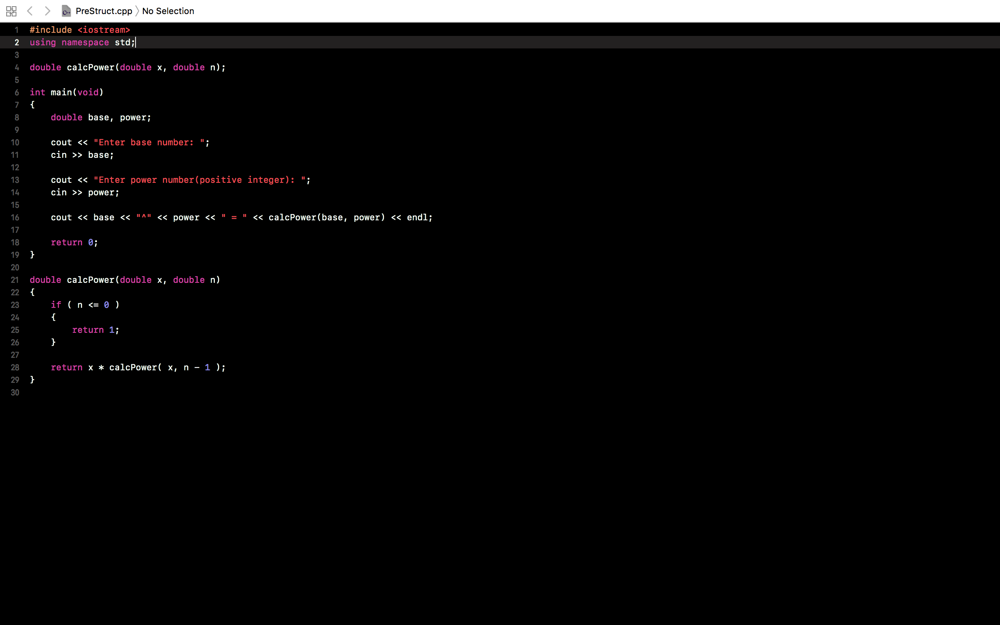 PreStruct.cpp No Selection
1 #include <iostream>
2 using namespace std;
3
4 double calcPower(double x, double n);
5
6 int main(void)
7 {
8     double base, power;
9
10     cout << "Enter base number: ";
11     cin >> base;
12
13     cout << "Enter power number(positive integer): ";
14     cin >> power;
15
16     cout << base << "^" << power << " = " << calcPower(base, power) << endl;
17
18     return 0;
19 }
20
21 double calcPower(double x, double n)
22 {
23     if ( n <= 0 )
24     {
25         return 1;
26     }
27
28     return x * calcPower( x, n - 1 );
29 }
30